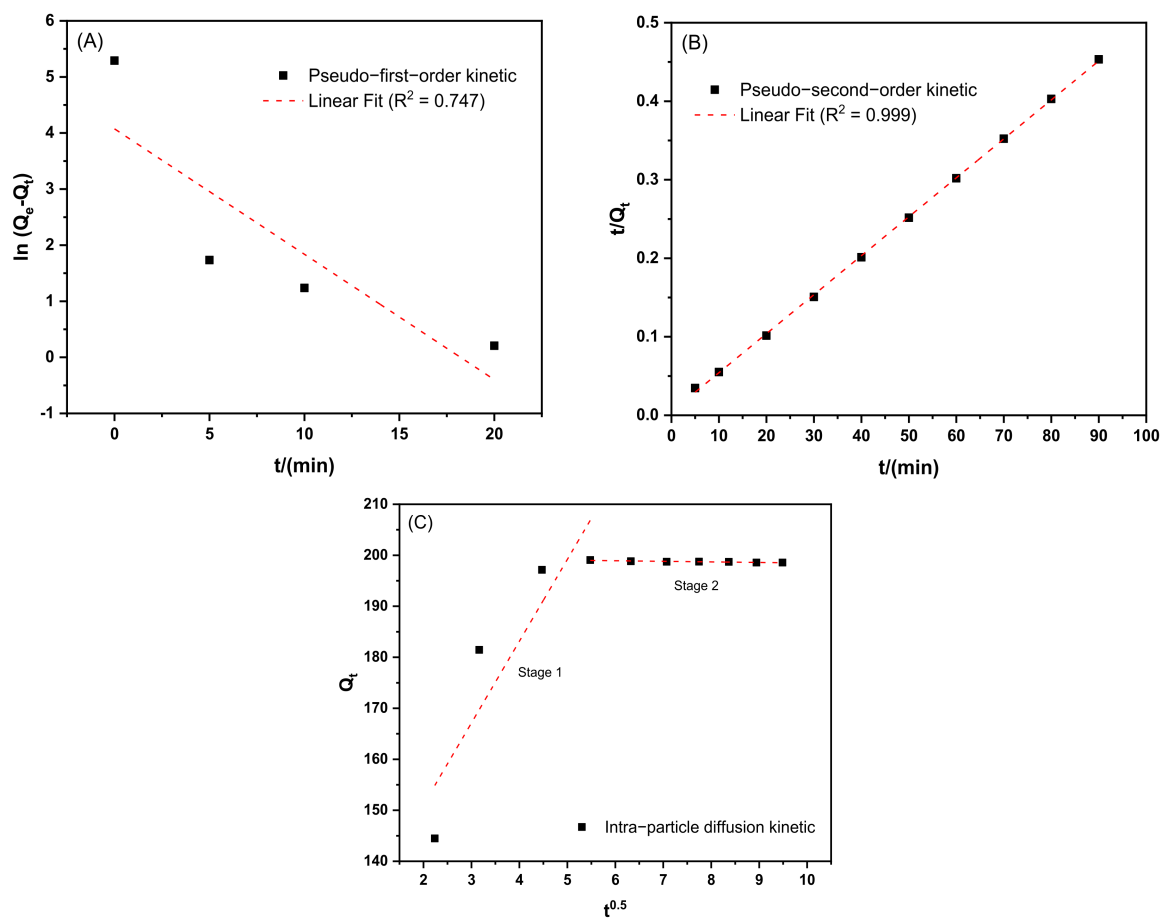 (A)
Pseudo−first−order kinetic
Linear Fit (R² = 0.747)
6
5
4
3
2
1
0
-1
ln (Qₑ-Qₜ)
0 5 10 15 20
t/(min)
(B)
Pseudo−second−order kinetic
Linear Fit (R² = 0.999)
0.5
0.4
0.3
0.2
0.1
0.0
t/Qₜ
0 10 20 30 40 50 60 70 80 90 100
t/(min)
(C)
210
200
190
180
170
160
150
140
Qₜ
Stage 2
Stage 1
Intra−particle diffusion kinetic
2 3 4 5 6 7 8 9 10
t⁰·⁵